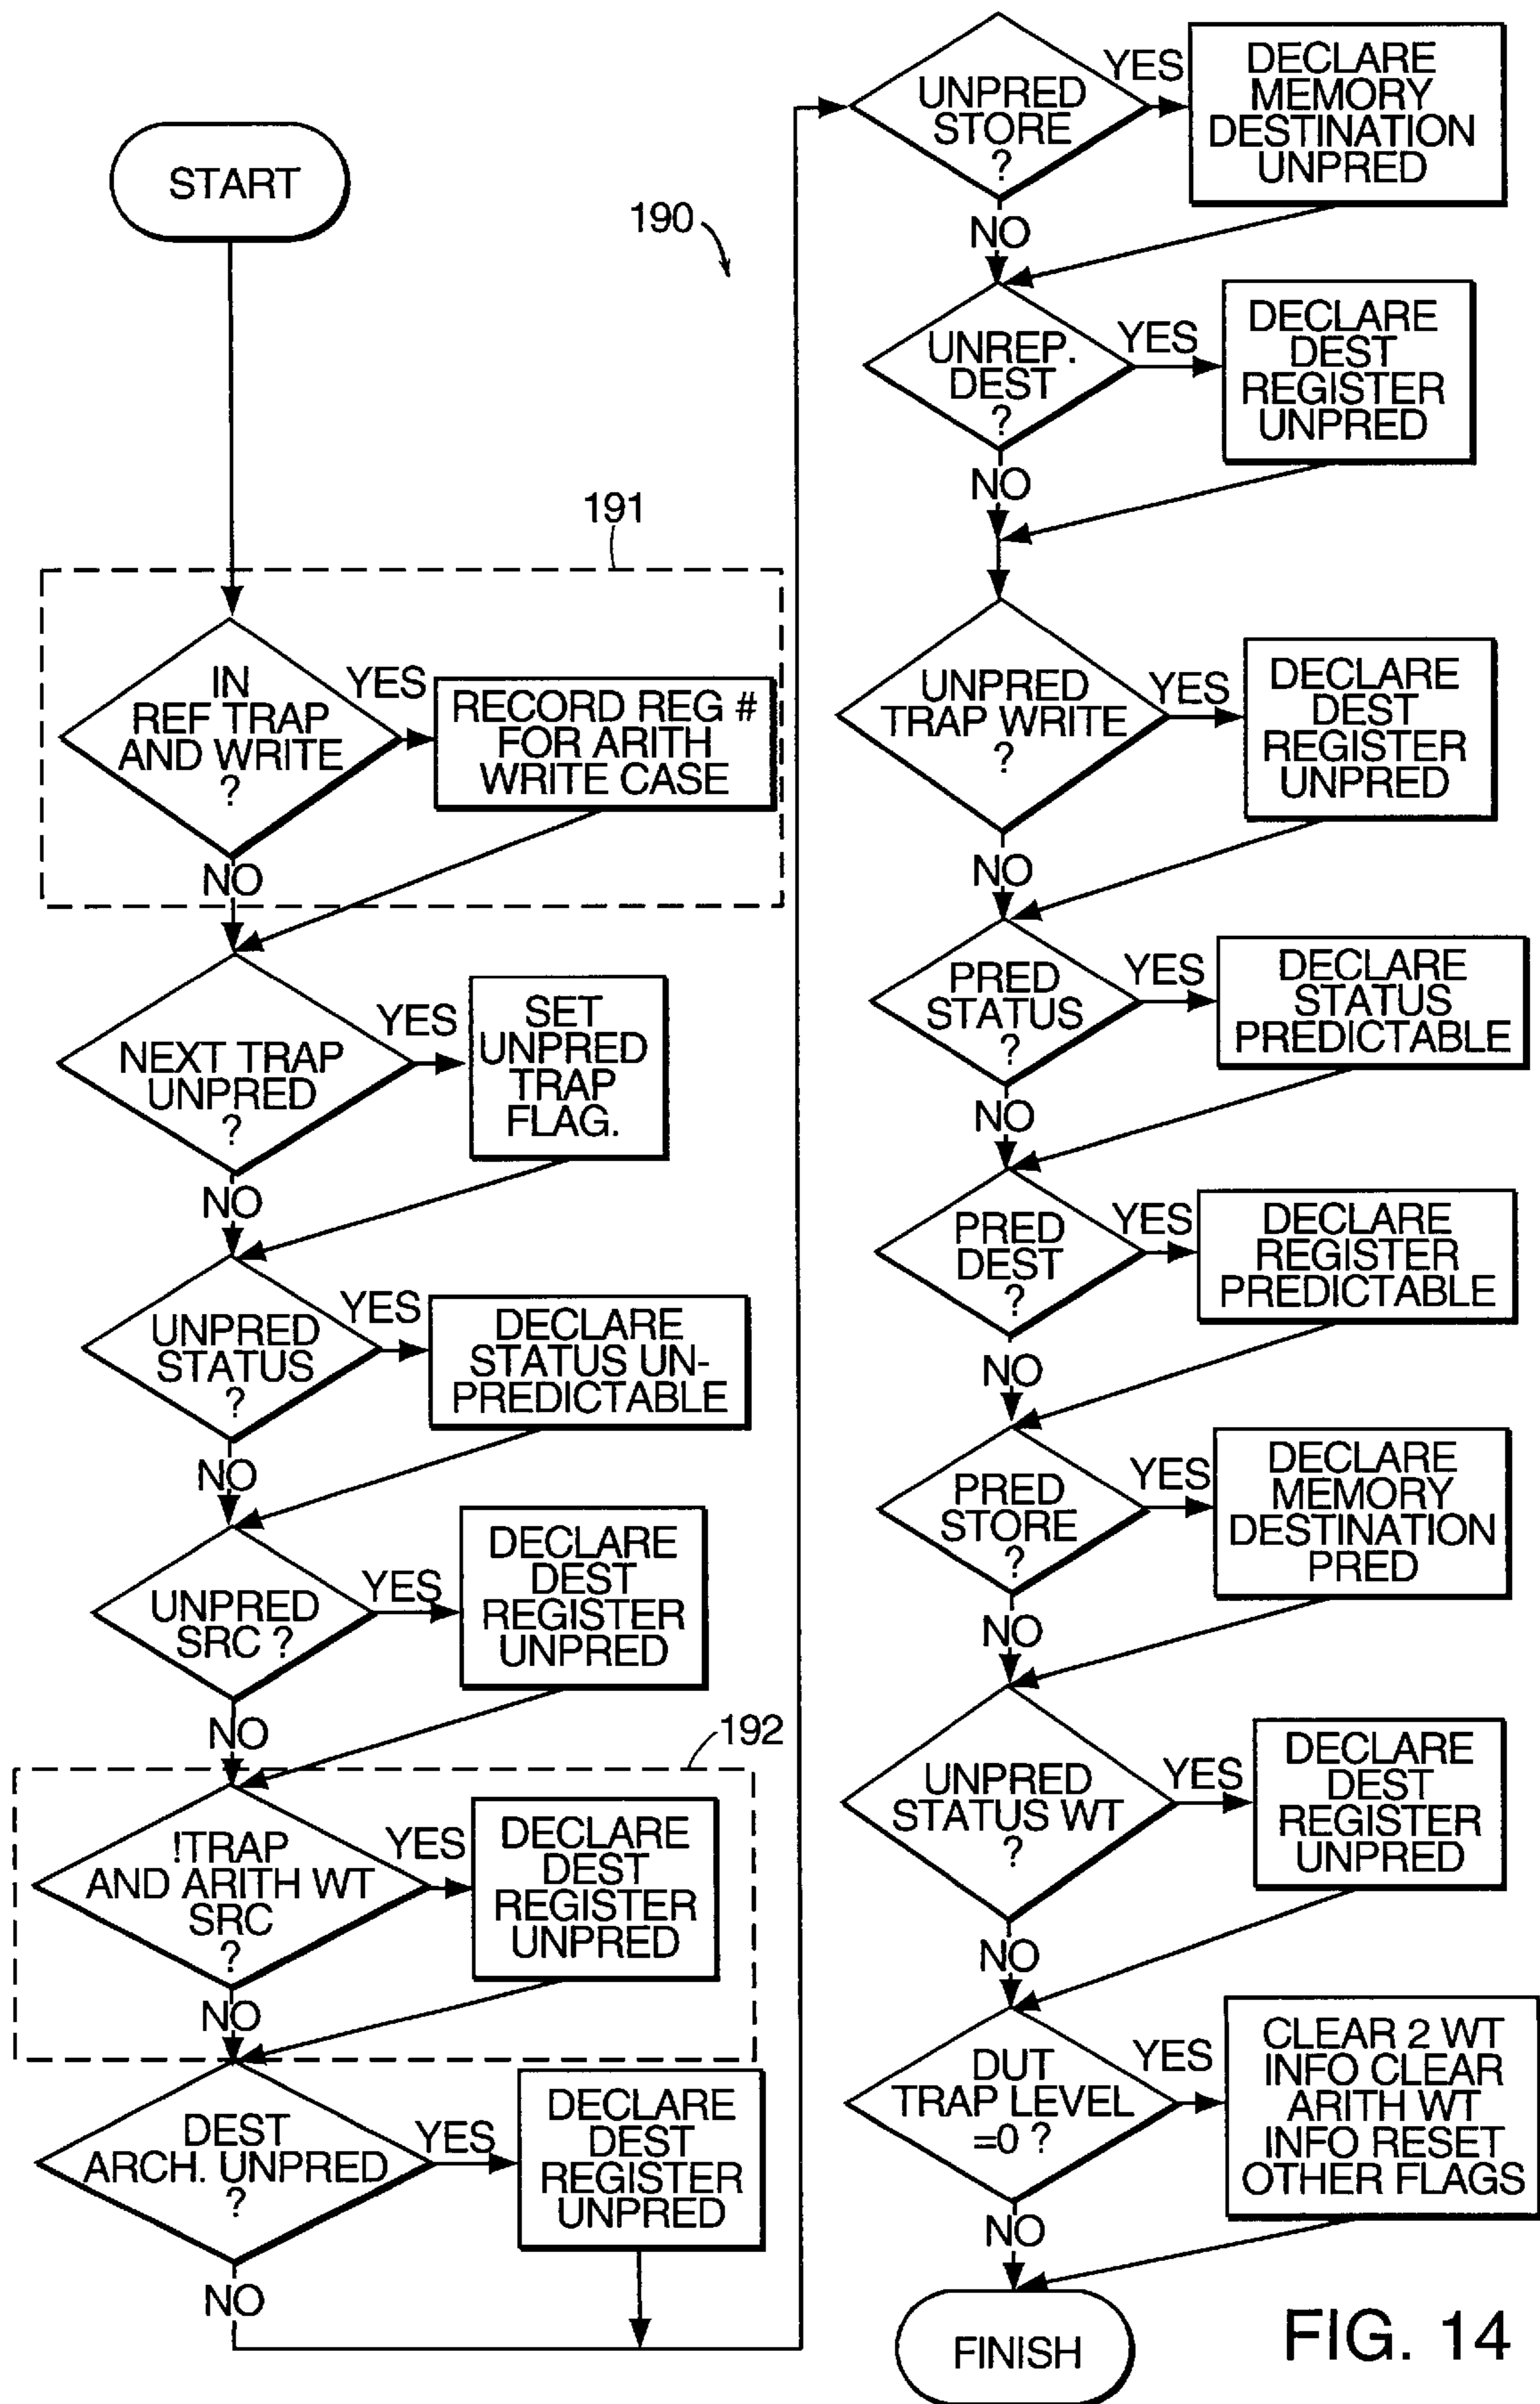 START
190
191
IN
REF TRAP
AND WRITE
?
YES
RECORD REG #
FOR ARITH
WRITE CASE
NO
NEXT TRAP
UNPRED
?
YES
SET
UNPRED
TRAP
FLAG.
NO
UNPRED
STATUS
?
YES
DECLARE
STATUS UN-
PREDICTABLE
NO
UNPRED
SRC ?
YES
DECLARE
DEST
REGISTER
UNPRED
NO
192
!TRAP
AND ARITH WT
SRC
?
YES
DECLARE
DEST
REGISTER
UNPRED
NO
DEST
ARCH. UNPRED
?
YES
DECLARE
DEST
REGISTER
UNPRED
NO
UNPRED
STORE
?
YES
DECLARE
MEMORY
DESTINATION
UNPRED
NO
UNREP.
DEST
?
YES
DECLARE
DEST
REGISTER
UNPRED
NO
UNPRED
TRAP WRITE
?
YES
DECLARE
DEST
REGISTER
UNPRED
NO
PRED
STATUS
?
YES
DECLARE
STATUS
PREDICTABLE
NO
PRED
DEST
?
YES
DECLARE
REGISTER
PREDICTABLE
NO
PRED
STORE
?
YES
DECLARE
MEMORY
DESTINATION
PRED
NO
UNPRED
STATUS WT
?
YES
DECLARE
DEST
REGISTER
UNPRED
NO
DUT
TRAP LEVEL
=0 ?
YES
CLEAR 2 WT
INFO CLEAR
ARITH WT
INFO RESET
OTHER FLAGS
NO
FINISH
FIG. 14